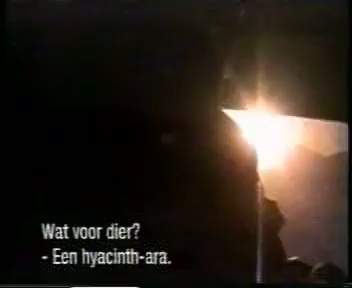 Wat voor dier?
- Een hyacinth-ara.